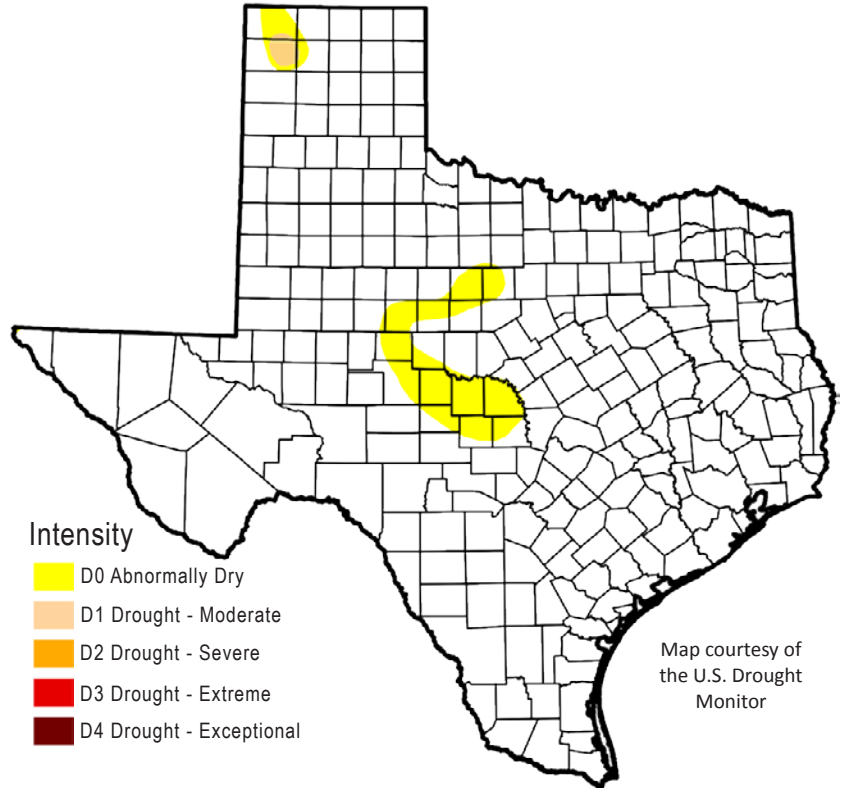 Intensity
D0 Abnormally Dry
D1 Drought - Moderate
D2 Drought - Severe
D3 Drought - Extreme
D4 Drought - Exceptional
Map courtesy of
the U.S. Drought
Monitor